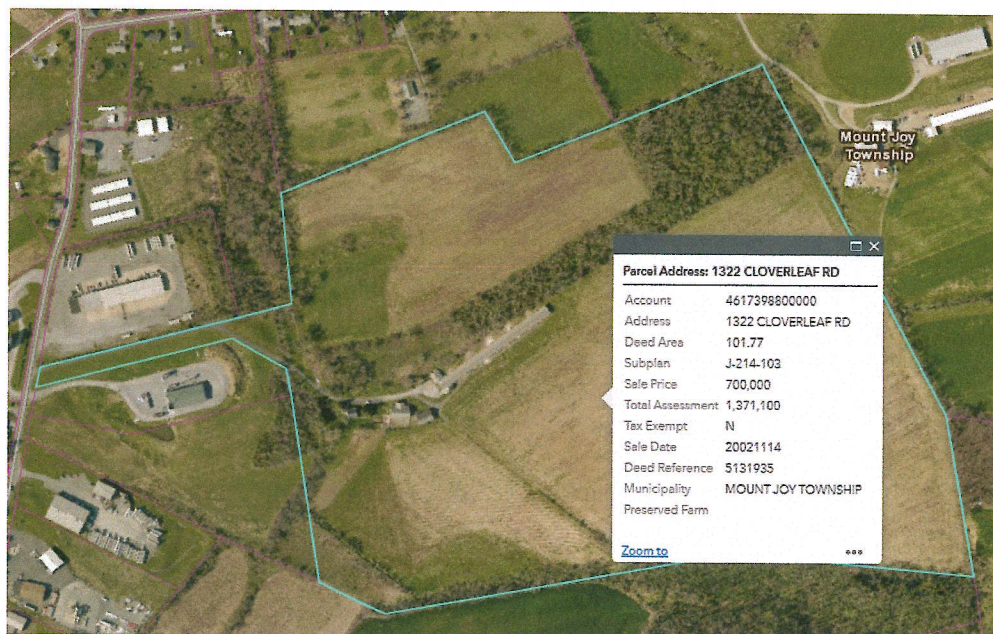 Mount Joy
Township
Parcel Address: 1322 CLOVERLEAF RD
Account 4617398800000
Address 1322 CLOVERLEAF RD
Deed Area 101.77
Subplan J-214-103
Sale Price 700,000
Total Assessment 1,371,100
Tax Exempt N
Sale Date 20021114
Deed Reference 5131935
Municipality MOUNT JOY TOWNSHIP
Preserved Farm
Zoom to